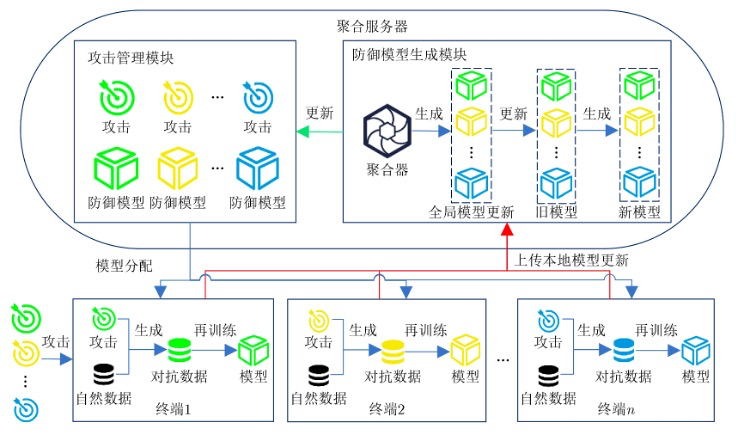 聚合服务器
攻击管理模块
防御模型生成模块
攻击 攻击 … 攻击
更新
聚合器
生成
更新
生成
防御模型 防御模型 … 防御模型
全局模型更新 旧模型 新模型
模型分配
上传本地模型更新
攻击
攻击 生成 再训练
自然数据 对抗数据 模型
终端1
攻击 生成 再训练
自然数据 对抗数据 模型
终端2
…
攻击 生成 再训练
自然数据 对抗数据 模型
终端n